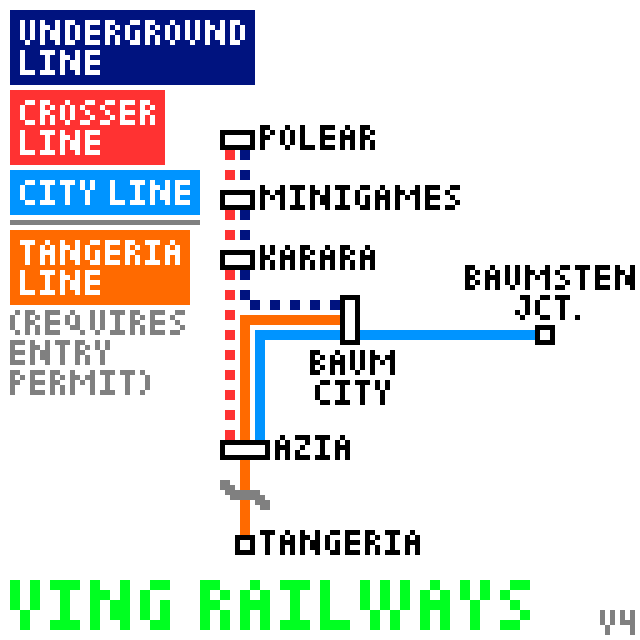 UNDERGROUND
LINE
CROSSER
LINE
CITY LINE
TANGERIA
LINE
(REQUIRES
ENTRY
PERMIT)
POLEAR
MINIGAMES
KARARA
BAUMSTEN
JCT.
BAUM
CITY
AZIA
TANGERIA
VING RAILWAYS
V4